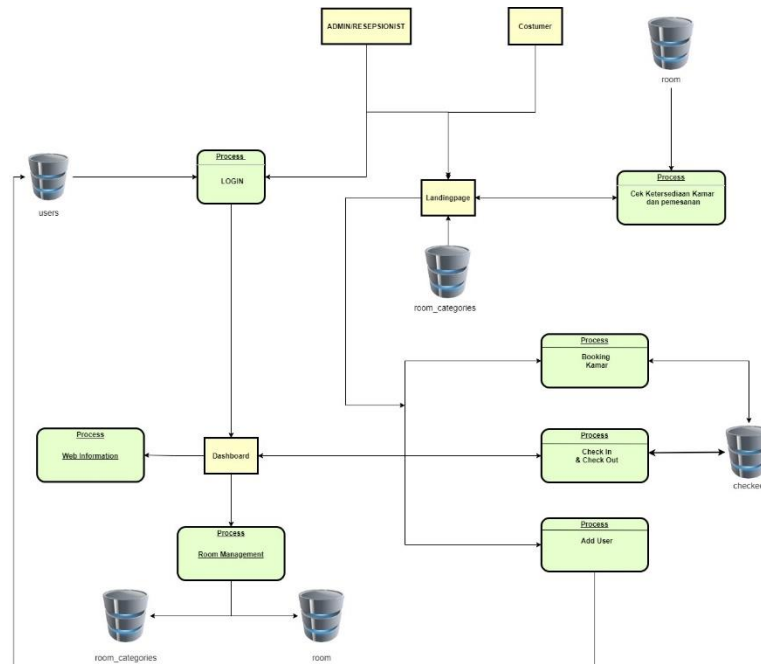 ADMIN/RESEPSIONIST
Costumer
room
Process
LOGIN
users
Process
Cek Ketersediaan Kamar
dan pemesanan
Landingpage
room_categories
Process
Booking
Kamar
Process
Web Information
Dashboard
Process
Check In
& Check Out
checked
Process
Room Management
Process
Add User
room_categories
room